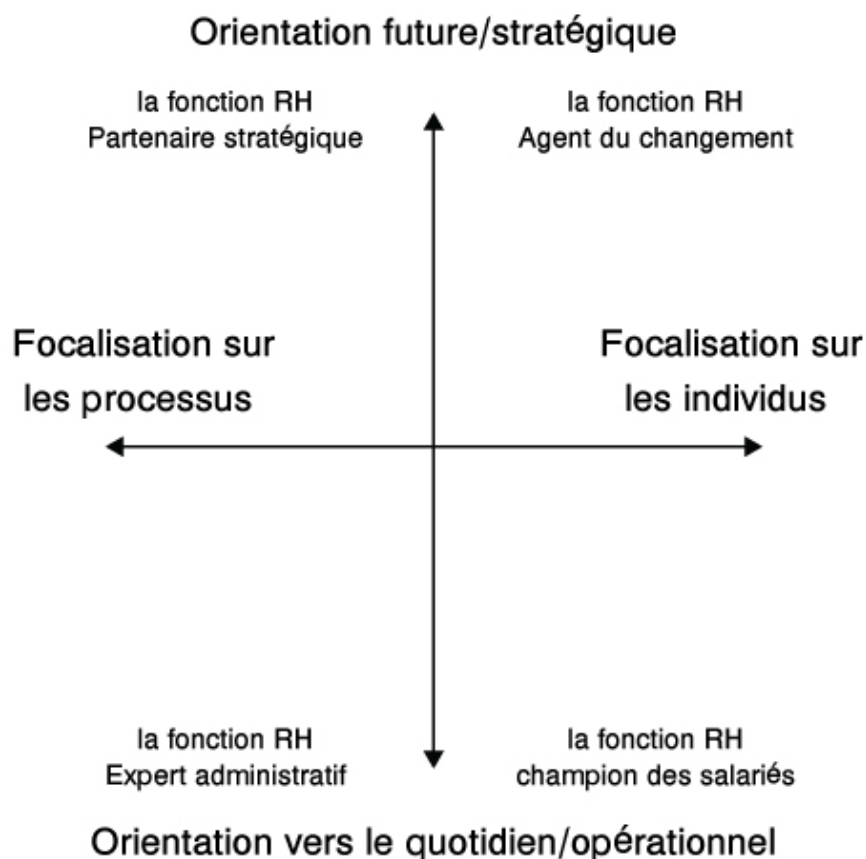 Orientation future/stratégique
la fonction RH
Partenaire stratégique
la fonction RH
Agent du changement
Focalisation sur
les processus
Focalisation sur
les individus
la fonction RH
Expert administratif
la fonction RH
champion des salariés
Orientation vers le quotidien/opérationnel